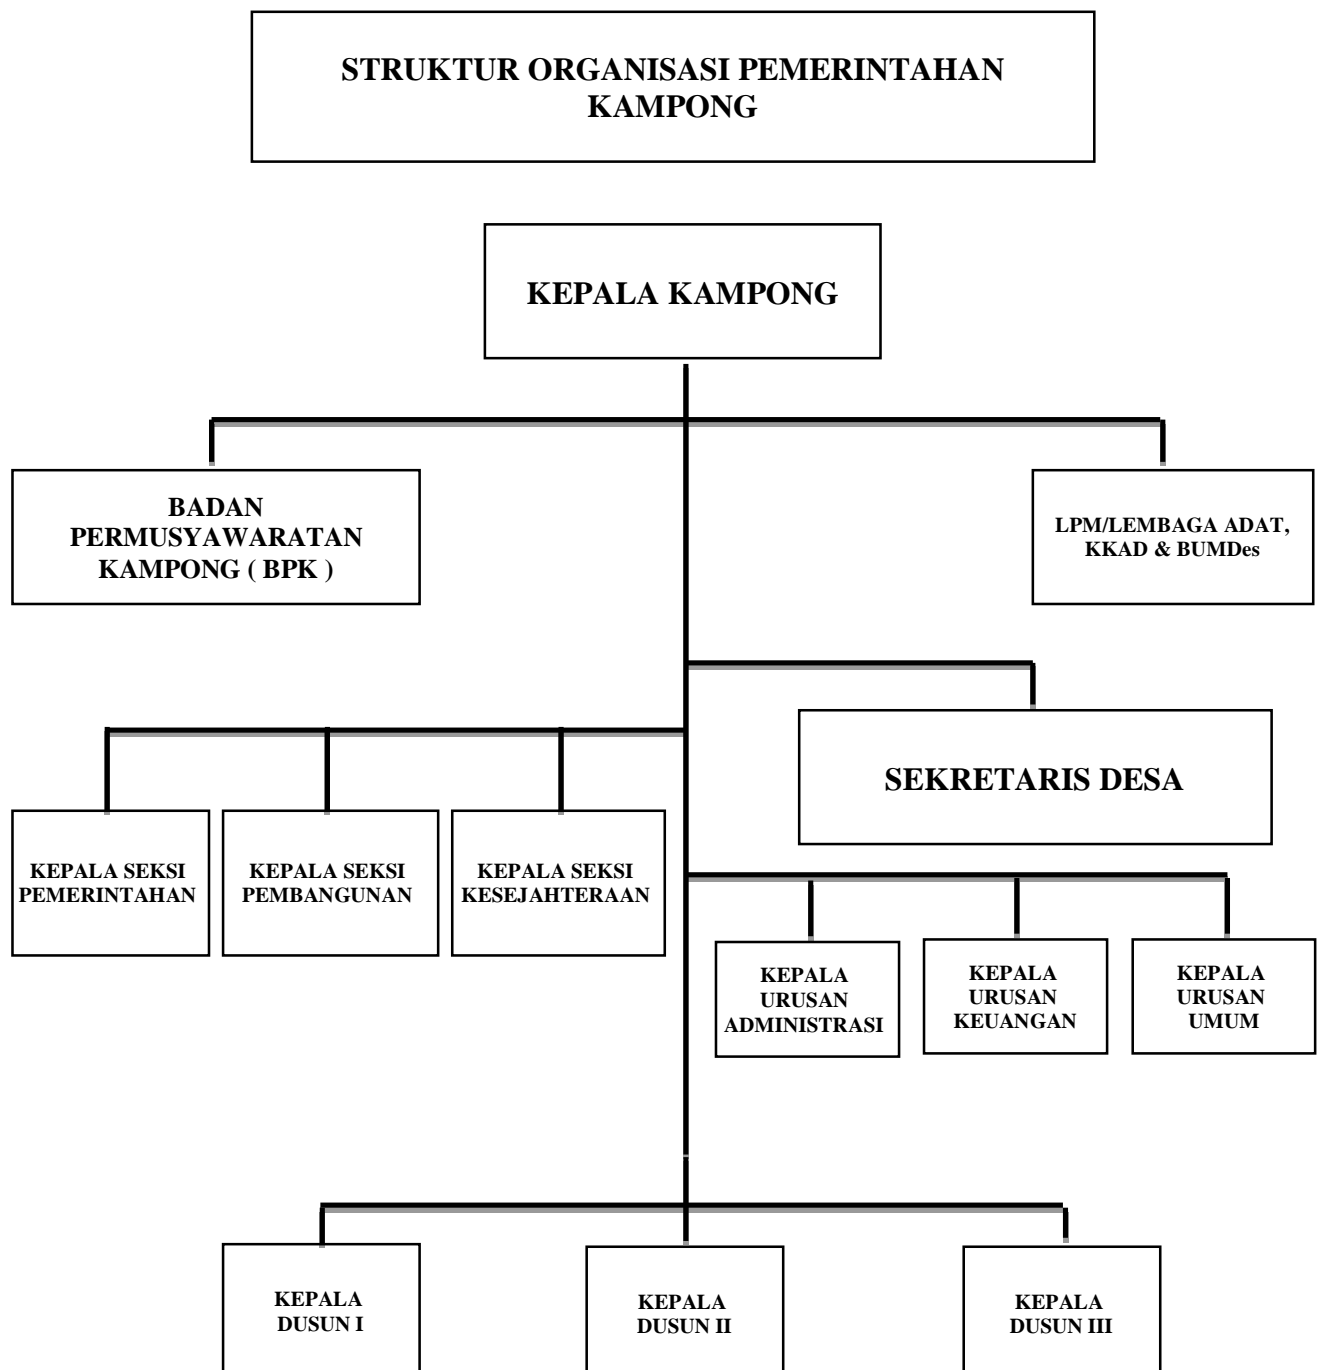 STRUKTUR ORGANISASI PEMERINTAHAN
KAMPONG
KEPALA KAMPONG
BADAN
PERMUSYAWARATAN
KAMPONG ( BPK )
LPM/LEMBAGA ADAT,
KKAD & BUMDes
SEKRETARIS DESA
KEPALA SEKSI
PEMERINTAHAN
KEPALA SEKSI
PEMBANGUNAN
KEPALA SEKSI
KESEJAHTERAAN
KEPALA
URUSAN
ADMINISTRASI
KEPALA
URUSAN
KEUANGAN
KEPALA
URUSAN
UMUM
KEPALA
DUSUN I
KEPALA
DUSUN II
KEPALA
DUSUN III